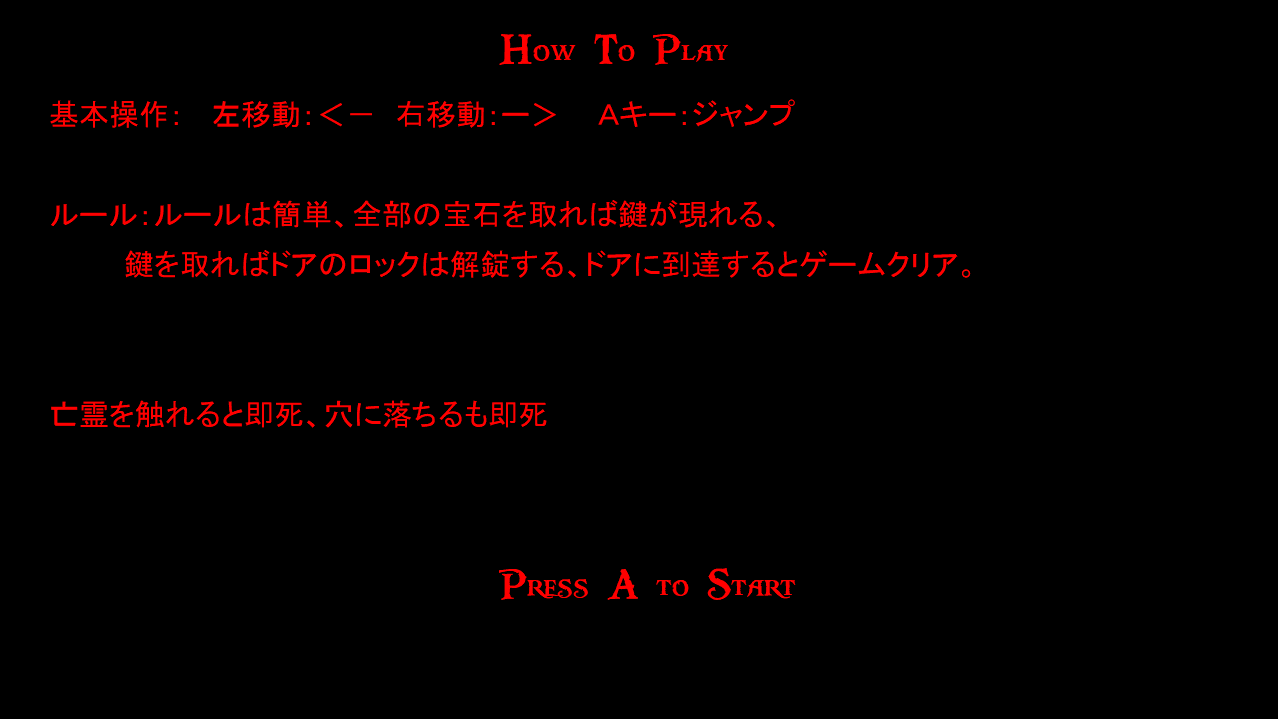 How To Play
基本操作： 左移動：＜－ 右移動：ー＞ Aキー：ジャンプ
ルール：ルールは簡単、全部の宝石を取れば鍵が現れる、
鍵を取ればドアのロックは解錠する、ドアに到達するとゲームクリア。
亡霊を触れると即死、穴に落ちるも即死
Press A to Start